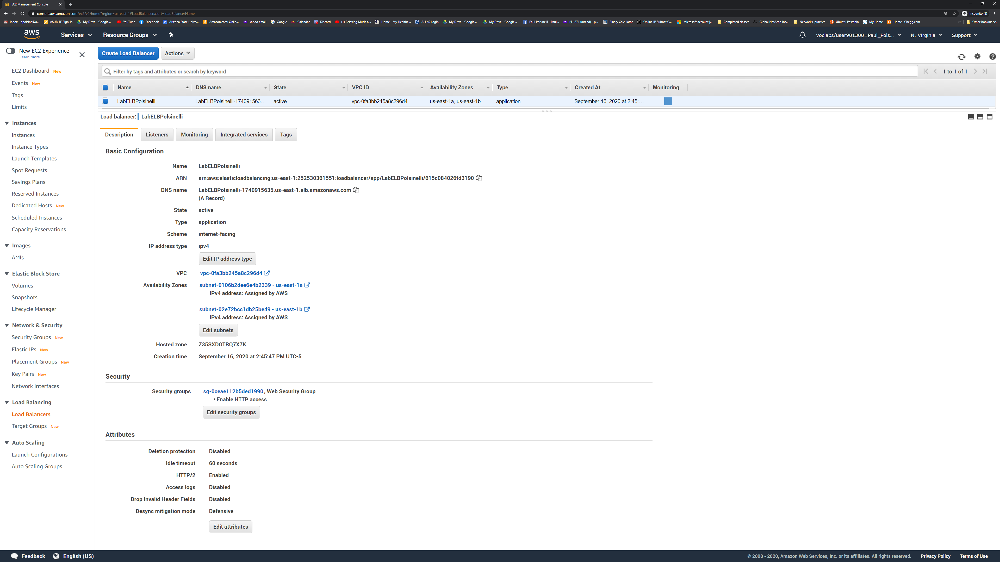 EC2 Management Console
console.aws.amazon.com/ec2/v2/home?region=us-east-1#LoadBalancers:sort=loadBalancerName
Incognito (2)
Inbox - ppolsine@a... ASURITE Sign-In My Drive - Google... YouTube Facebook Arizona State Unive... Amazon.com: Onlin... Yahoo email Google Calendar Discord (1) Relaxing Music a... Home - My Healthe... ALEKS Login My Drive - Google... My Drive - Google... Paul Polsinelli - Paul... (51,271 unread) - p... Binary Calculator Online IP Subnet C... Microsoft account |... Completed classes Global NetAcad Ins... Network+ practice Ubuntu Pastebin My Home Home | Chegg.com » Other bookmarks
aws Services Resource Groups voclabs/user901300=Paul_Pols... N. Virginia Support
New EC2 Experience
Learn more
EC2 Dashboard New
Events New
Tags
Limits
Instances
Instances
Instance Types
Launch Templates
Spot Requests
Savings Plans
Reserved Instances
Dedicated Hosts New
Scheduled Instances
Capacity Reservations
Images
AMIs
Elastic Block Store
Volumes
Snapshots
Lifecycle Manager
Network & Security
Security Groups New
Elastic IPs New
Placement Groups New
Key Pairs New
Network Interfaces
Load Balancing
Load Balancers
Target Groups New
Auto Scaling
Launch Configurations
Auto Scaling Groups
Create Load Balancer Actions
Filter by tags and attributes or search by keyword
1 to 1 of 1
Name DNS name State VPC ID Availability Zones Type Created At Monitoring
LabELBPolsinelli LabELBPolsinelli-174091563... active vpc-0fa3bb245a8c296d4 us-east-1a, us-east-1b application September 16, 2020 at 2:45:...
Load balancer: LabELBPolsinelli
Description Listeners Monitoring Integrated services Tags
Basic Configuration
Name LabELBPolsinelli
ARN arn:aws:elasticloadbalancing:us-east-1:252530361551:loadbalancer/app/LabELBPolsinelli/615c084026fd3190
DNS name LabELBPolsinelli-1740915635.us-east-1.elb.amazonaws.com
(A Record)
State active
Type application
Scheme internet-facing
IP address type ipv4
Edit IP address type
VPC vpc-0fa3bb245a8c296d4
Availability Zones subnet-0106b2dee6e4b2339 - us-east-1a
IPv4 address: Assigned by AWS
subnet-02e72bcc1db25be49 - us-east-1b
IPv4 address: Assigned by AWS
Edit subnets
Hosted zone Z35SXDOTRQ7X7K
Creation time September 16, 2020 at 2:45:47 PM UTC-5
Security
Security groups sg-0ceae112b5ded1990, Web Security Group
• Enable HTTP access
Edit security groups
Attributes
Deletion protection Disabled
Idle timeout 60 seconds
HTTP/2 Enabled
Access logs Disabled
Drop Invalid Header Fields Disabled
Desync mitigation mode Defensive
Edit attributes
Feedback English (US) © 2008 - 2020, Amazon Web Services, Inc. or its affiliates. All rights reserved. Privacy Policy Terms of Use